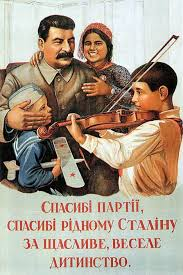 Спасибі партії,
спасибі рідному Сталіну
за щасливе, веселе
дитинство.